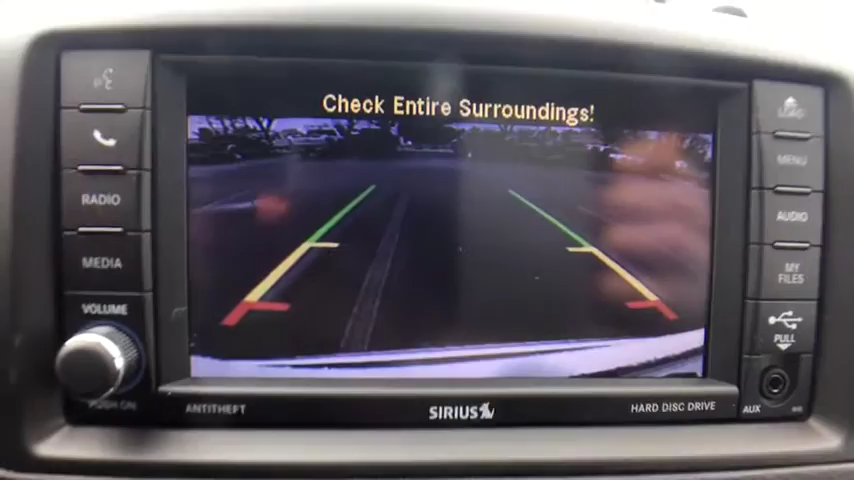 Check Entire Surroundings!
RADIO
MEDIA
VOLUME
PUSH ON
LOAD
MENU
AUDIO
MY
FILES
PULL
ANTITHEFT
SIRIUS
HARD DISC DRIVE
AUX